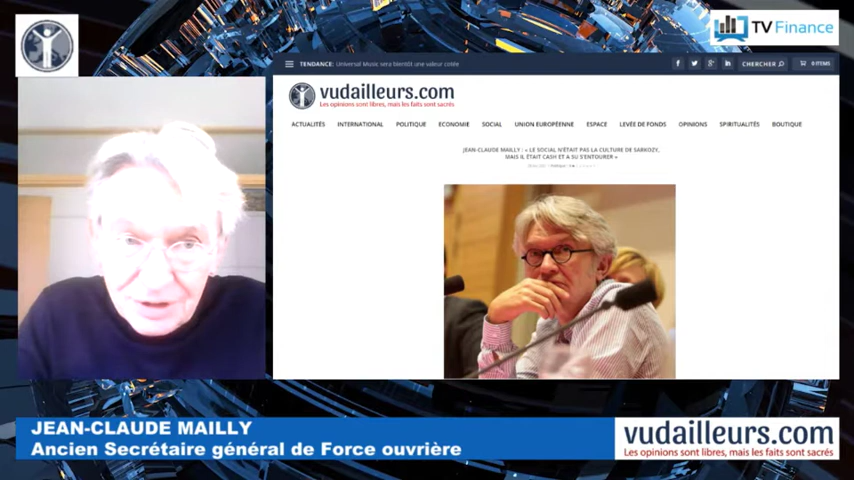 TV Finance
TENDANCE: Universal Music sera bientôt une valeur cotée
CHERCHER
0 ITEMS
vudailleurs.com
Les opinions sont libres, mais les faits sont sacrés
ACTUALITÉS INTERNATIONAL POLITIQUE ECONOMIE SOCIAL UNION EUROPÉENNE ESPACE LEVÉE DE FONDS OPINIONS SPIRITUALITÉS BOUTIQUE
JEAN-CLAUDE MAILLY : « LE SOCIAL N'ÉTAIT PAS LA CULTURE DE SARKOZY,
MAIS IL ÉTAIT CASH ET A SU S'ENTOURER »
JEAN-CLAUDE MAILLY
Ancien Secrétaire général de Force ouvrière
vudailleurs.com
Les opinions sont libres, mais les faits sont sacrés